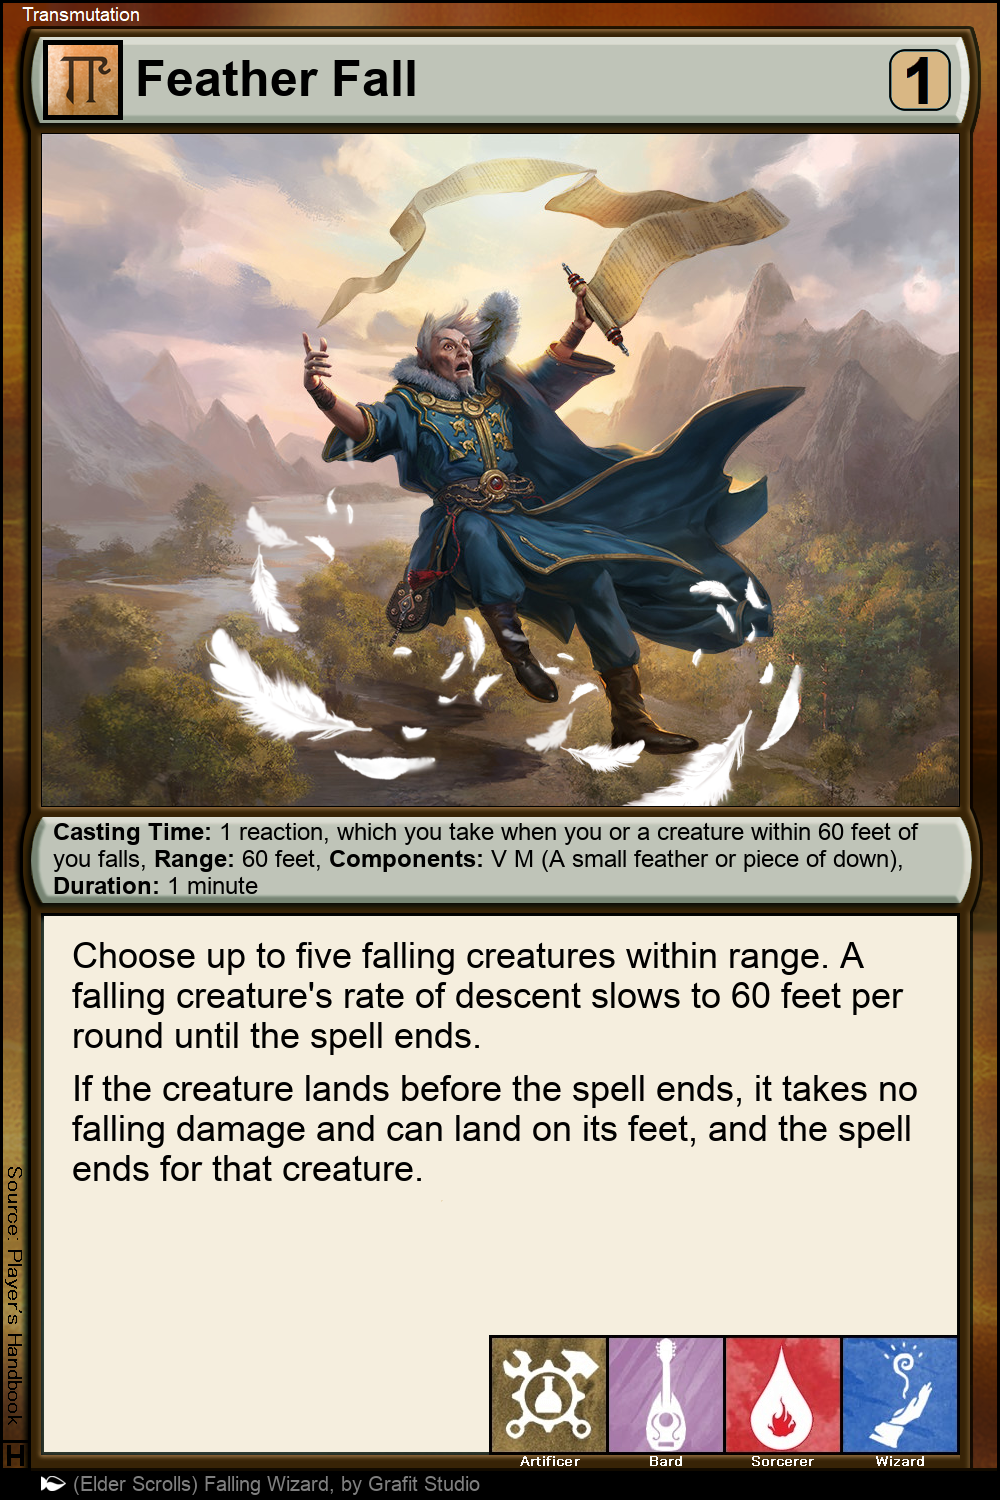 Transmutation
Feather Fall
1
Casting Time: 1 reaction, which you take when you or a creature within 60 feet of
you falls, Range: 60 feet, Components: V M (A small feather or piece of down),
Duration: 1 minute
Choose up to five falling creatures within range. A
falling creature's rate of descent slows to 60 feet per
round until the spell ends.
If the creature lands before the spell ends, it takes no
falling damage and can land on its feet, and the spell
ends for that creature.
Source: Player's Handbook
H
Artificer
Bard
Sorcerer
Wizard
(Elder Scrolls) Falling Wizard, by Grafit Studio